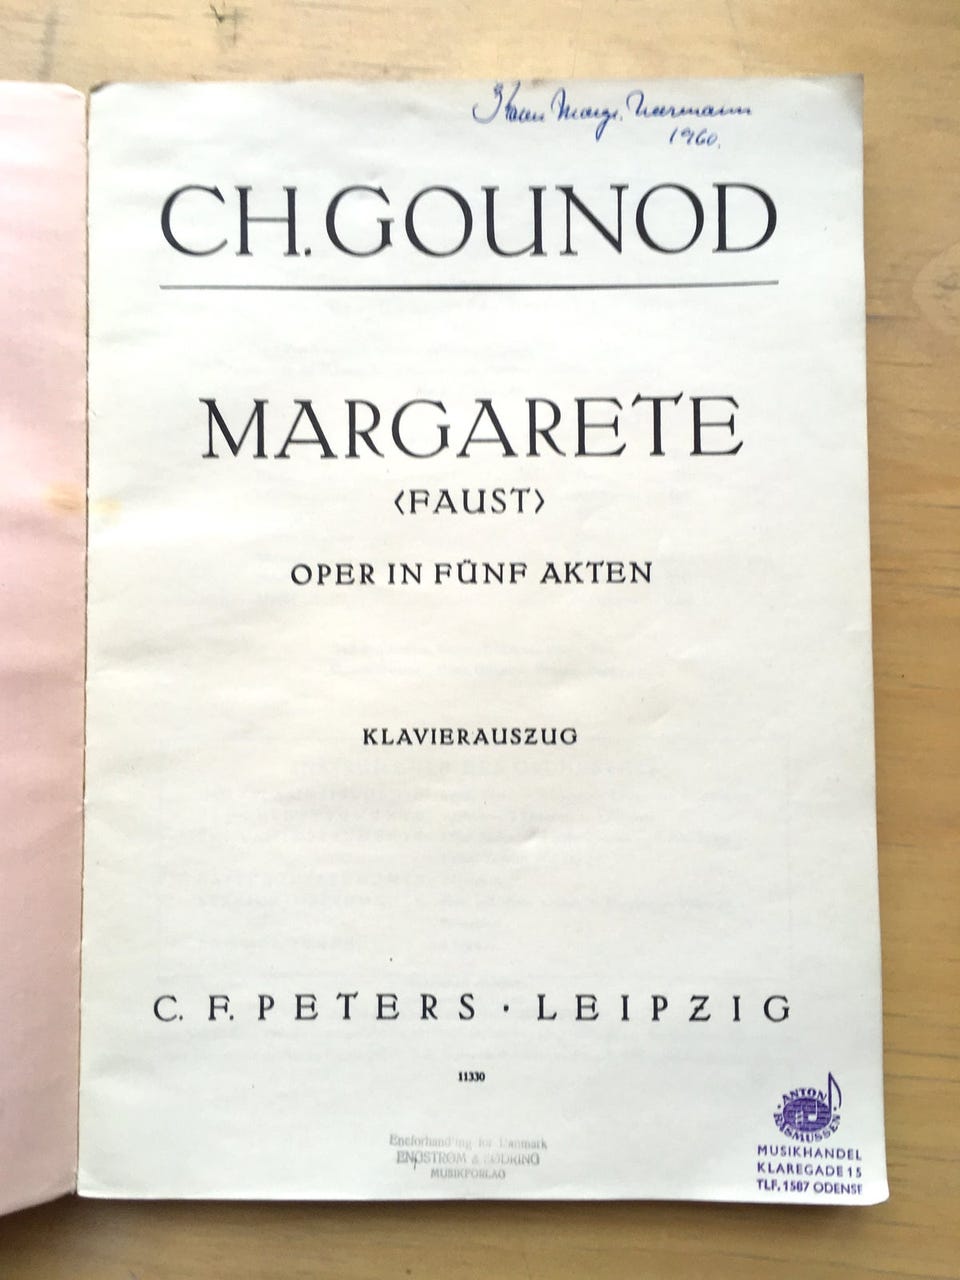 1960.
CH. GOUNOD
MARGARETE
〈FAUST〉
OPER IN FÜNF AKTEN
KLAVIERAUSZUG
C. F. PETERS · LEIPZIG
11330
Eneforhandling for Danmark
ENGSTRØM & SØDRING
MUSIKFORLAG
ANTON
RASMUSSEN
MUSIKHANDEL
KLAREGADE 15
TLF. 1587 ODENSE